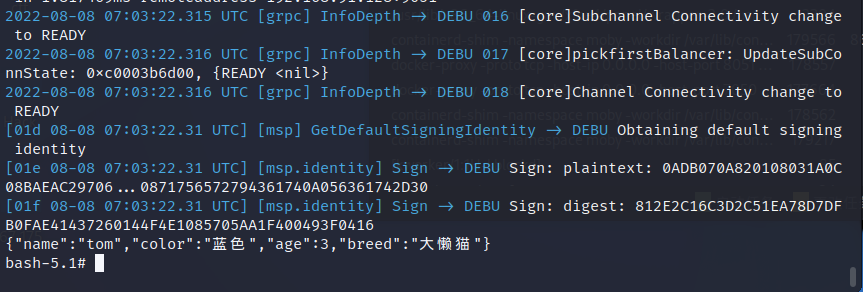 2022-08-08 07:03:22.315 UTC [grpc] InfoDepth -> DEBU 016 [core]Subchannel Connectivity change
to READY
2022-08-08 07:03:22.316 UTC [grpc] InfoDepth -> DEBU 017 [core]pickfirstBalancer: UpdateSubCo
nnState: 0xc0003b6d00, {READY <nil>}
2022-08-08 07:03:22.316 UTC [grpc] InfoDepth -> DEBU 018 [core]Channel Connectivity change to
READY
[01d 08-08 07:03:22.31 UTC] [msp] GetDefaultSigningIdentity -> DEBU Obtaining default signing
identity
[01e 08-08 07:03:22.31 UTC] [msp.identity] Sign -> DEBU Sign: plaintext: 0ADB070A820108031A0C
08BAEAC29706...0871756572794361740A056361742D30
[01f 08-08 07:03:22.31 UTC] [msp.identity] Sign -> DEBU Sign: digest: 812E2C16C3D2C51EA78D7DF
B0FAE41437260144F4E1085705AA1F400493F0416
{"name":"tom","color":"蓝色","age":3,"breed":"大懒猫"}
bash-5.1#